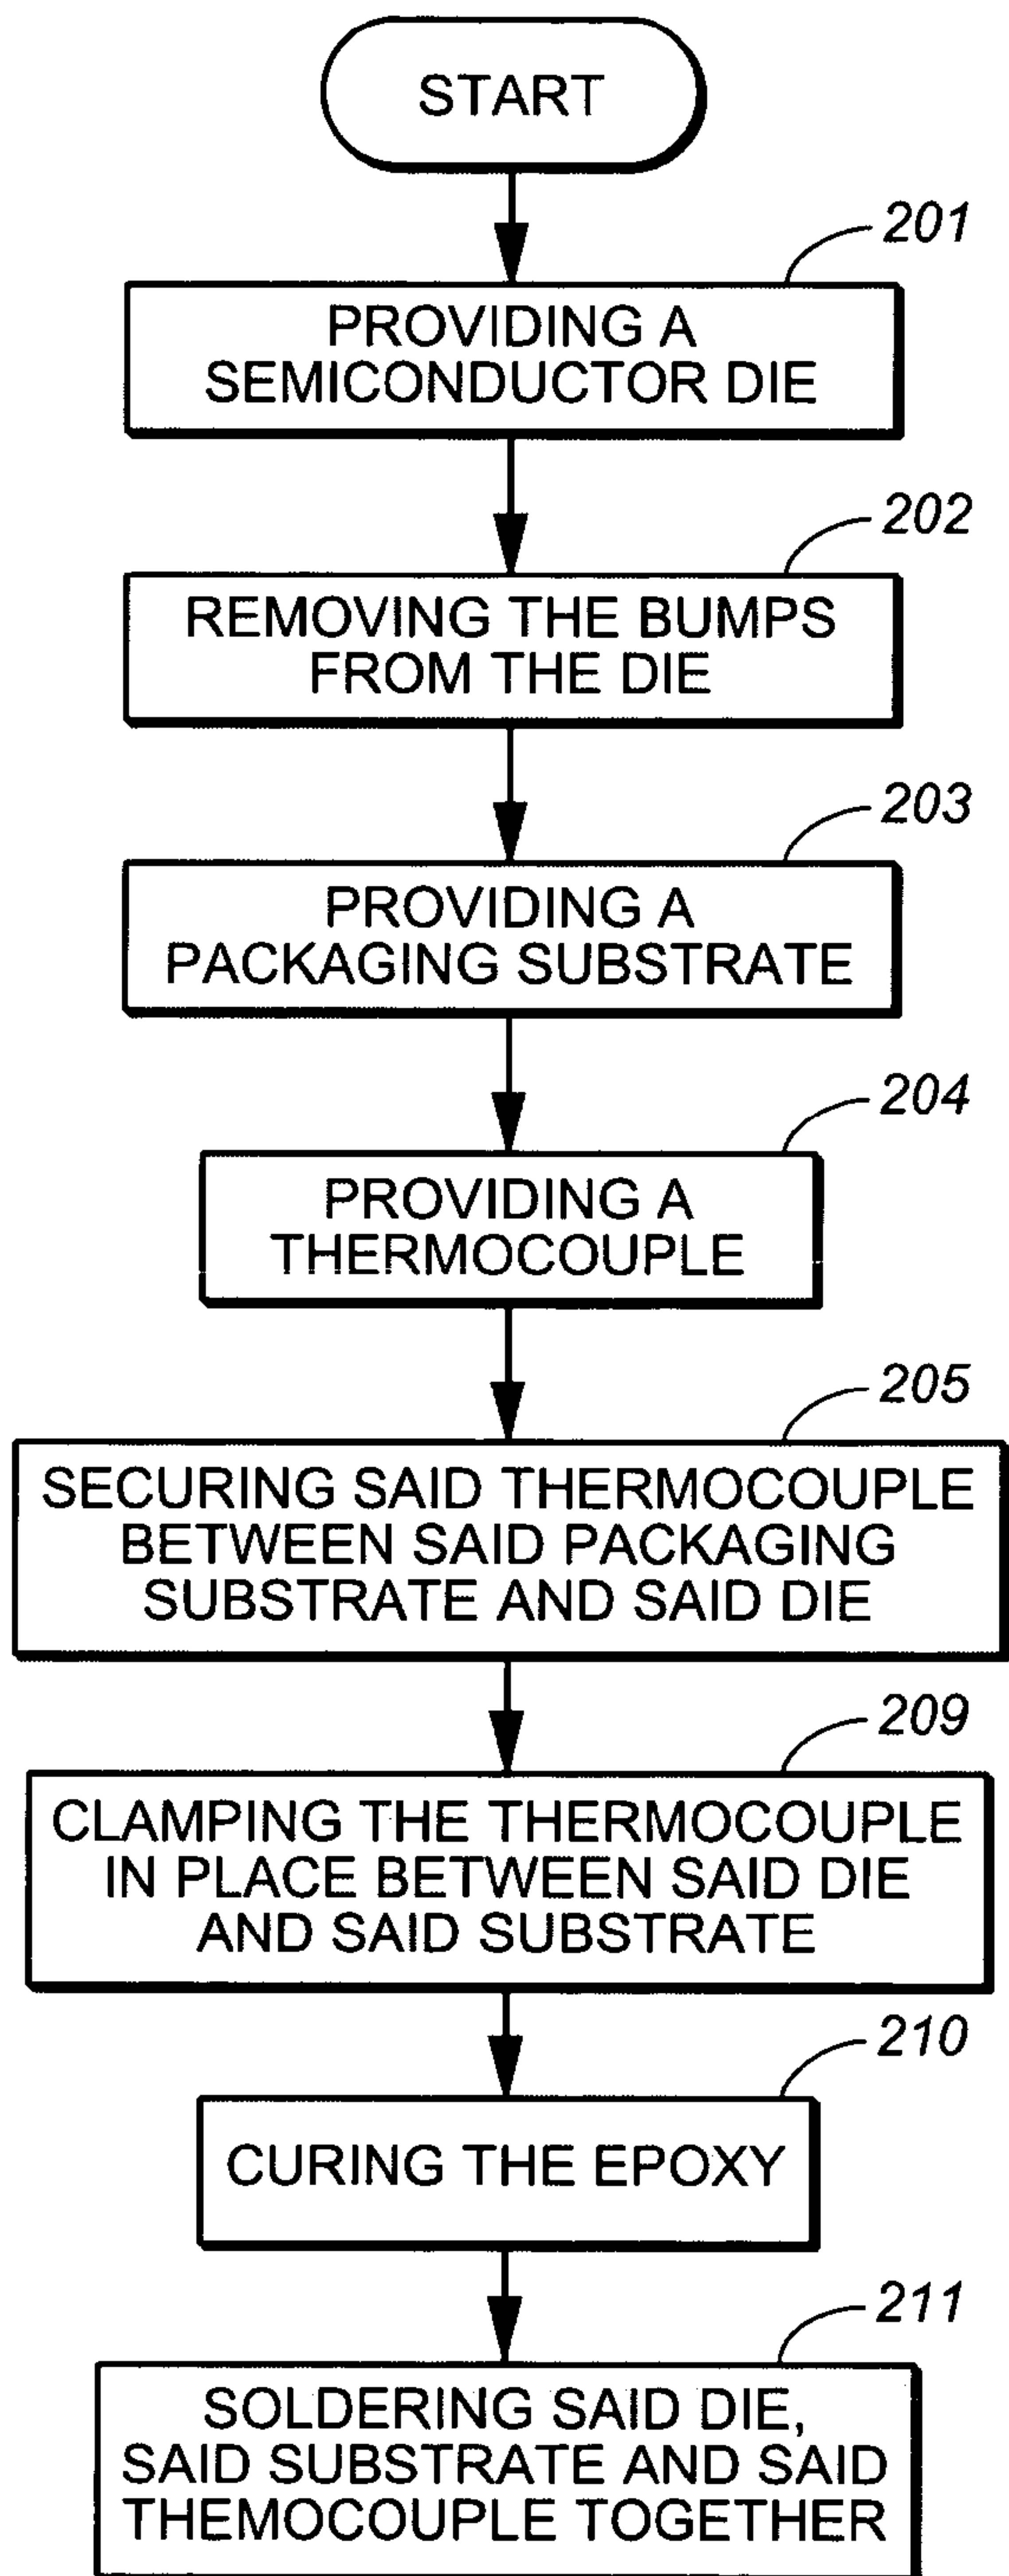 START
201
PROVIDING A
SEMICONDUCTOR DIE
202
REMOVING THE BUMPS
FROM THE DIE
203
PROVIDING A
PACKAGING SUBSTRATE
204
PROVIDING A
THERMOCOUPLE
205
SECURING SAID THERMOCOUPLE
BETWEEN SAID PACKAGING
SUBSTRATE AND SAID DIE
209
CLAMPING THE THERMOCOUPLE
IN PLACE BETWEEN SAID DIE
AND SAID SUBSTRATE
210
CURING THE EPOXY
211
SOLDERING SAID DIE,
SAID SUBSTRATE AND SAID
THEMOCOUPLE TOGETHER